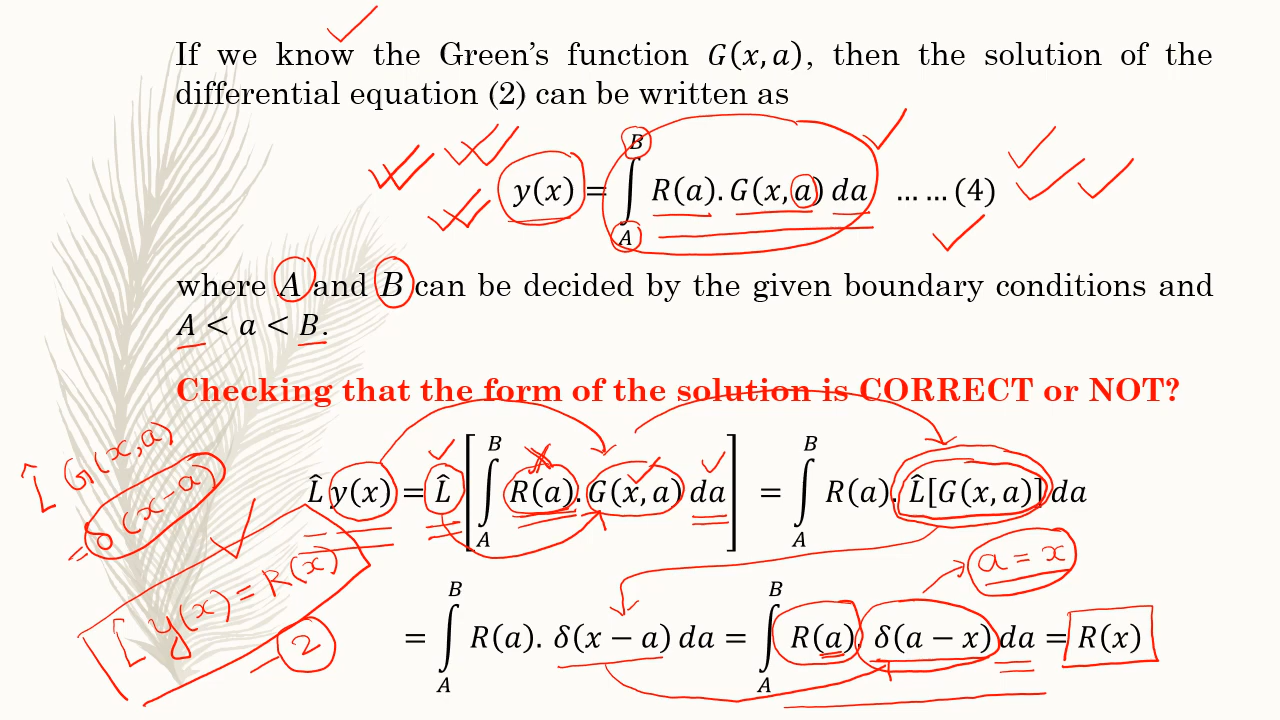 If we know the Green's function G(x, a), then the solution of the
differential equation (2) can be written as
y(x) = ∫_A^B R(a). G(x, a) da … … (4)
where A and B can be decided by the given boundary conditions and
A < a < B.
Checking that the form of the solution is CORRECT or NOT?
L̂ G(x,a)
= δ(x-a)
L̂ y(x) = L̂ [∫_A^B R(a). G(x, a) da] = ∫_A^B R(a). L̂[G(x, a)] da
a = x
L̂ y(x) = R(x)
— 2
= ∫_A^B R(a). δ(x − a) da = ∫_A^B R(a). δ(a − x) da = R(x)